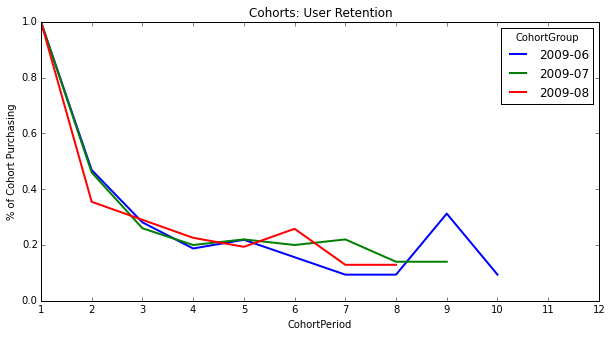 Cohorts: User Retention
CohortGroup
2009-06
2009-07
2009-08
% of Cohort Purchasing
1.0
0.8
0.6
0.4
0.2
0.0
1 2 3 4 5 6 7 8 9 10 11 12
CohortPeriod